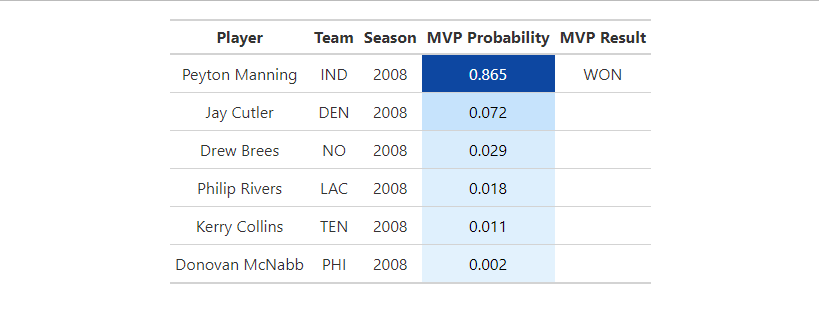 Player Team Season MVP Probability MVP Result
Peyton Manning IND 2008 0.865 WON
Jay Cutler DEN 2008 0.072
Drew Brees NO 2008 0.029
Philip Rivers LAC 2008 0.018
Kerry Collins TEN 2008 0.011
Donovan McNabb PHI 2008 0.002